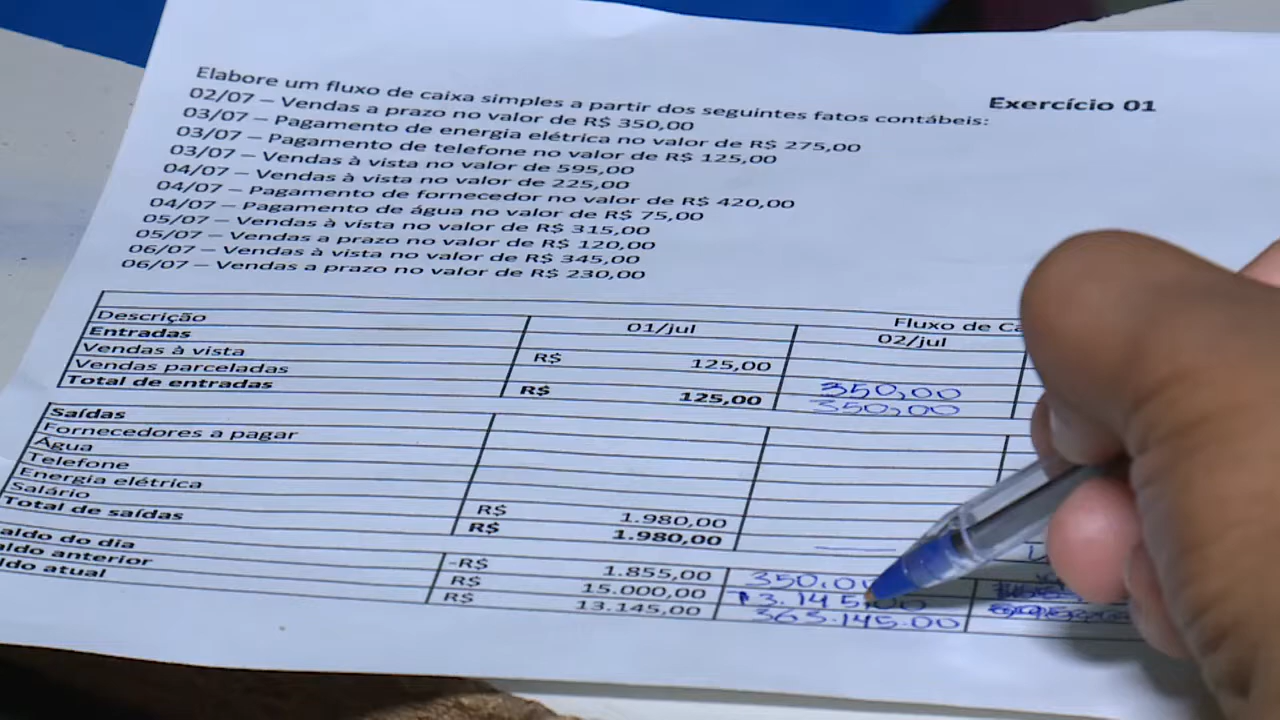 Exercício 01
Elabore um fluxo de caixa simples a partir dos seguintes fatos contábeis:
02/07 – Vendas a prazo no valor de R$ 350,00
03/07 – Pagamento de energia elétrica no valor de R$ 275,00
03/07 – Pagamento de telefone no valor de R$ 125,00
03/07 – Vendas à vista no valor de 595,00
04/07 – Vendas à vista no valor de 225,00
04/07 – Pagamento de fornecedor no valor de R$ 420,00
04/07 – Pagamento de água no valor de R$ 75,00
05/07 – Vendas à vista no valor de R$ 315,00
05/07 – Vendas a prazo no valor de R$ 120,00
06/07 – Vendas à vista no valor de R$ 345,00
06/07 – Vendas a prazo no valor de R$ 230,00
Fluxo de Ca
Descrição 01/jul 02/jul
Entradas
Vendas à vista R$ 125,00
Vendas parceladas 350,00
Total de entradas R$ 125,00 350,00
Saídas
Fornecedores a pagar
Água
Telefone
Energia elétrica
Salário R$ 1.980,00
Total de saídas R$ 1.980,00
aldo do dia -R$ 1.855,00 350,0
ldo anterior R$ 15.000,00 13.145,00
do atual R$ 13.145,00 363.145.00